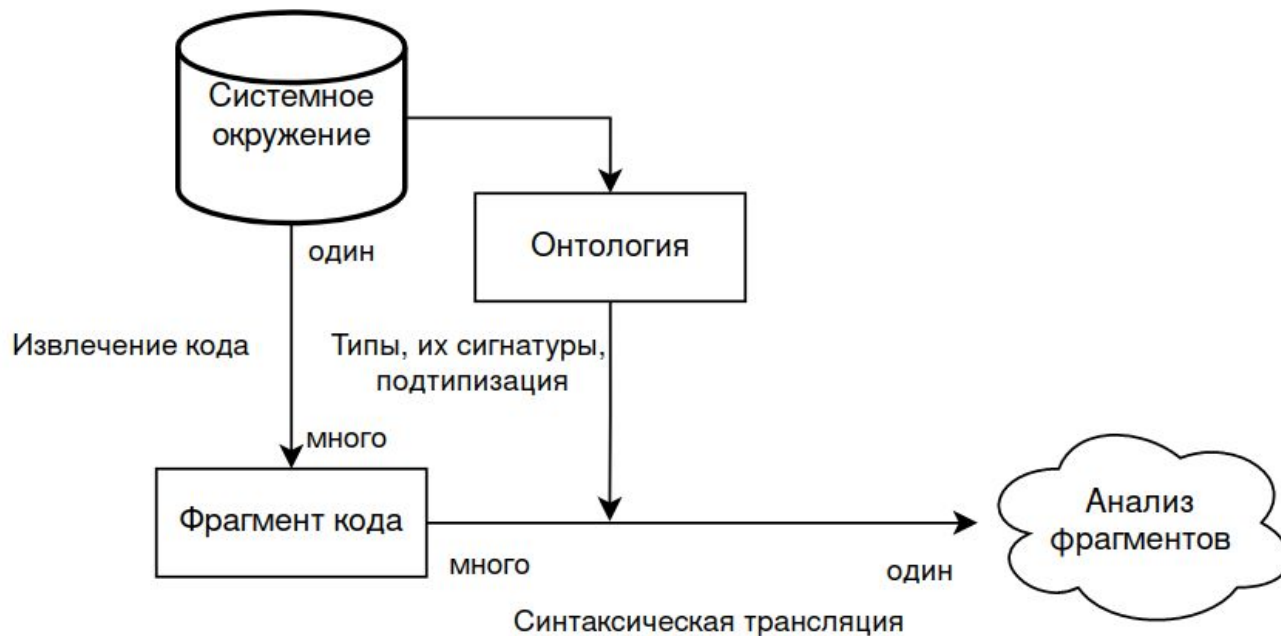 Системное
окружение
один
Онтология
Извлечение кода
Типы, их сигнатуры,
подтипизация
много
Фрагмент кода
Анализ
фрагментов
много
один
Синтаксическая трансляция